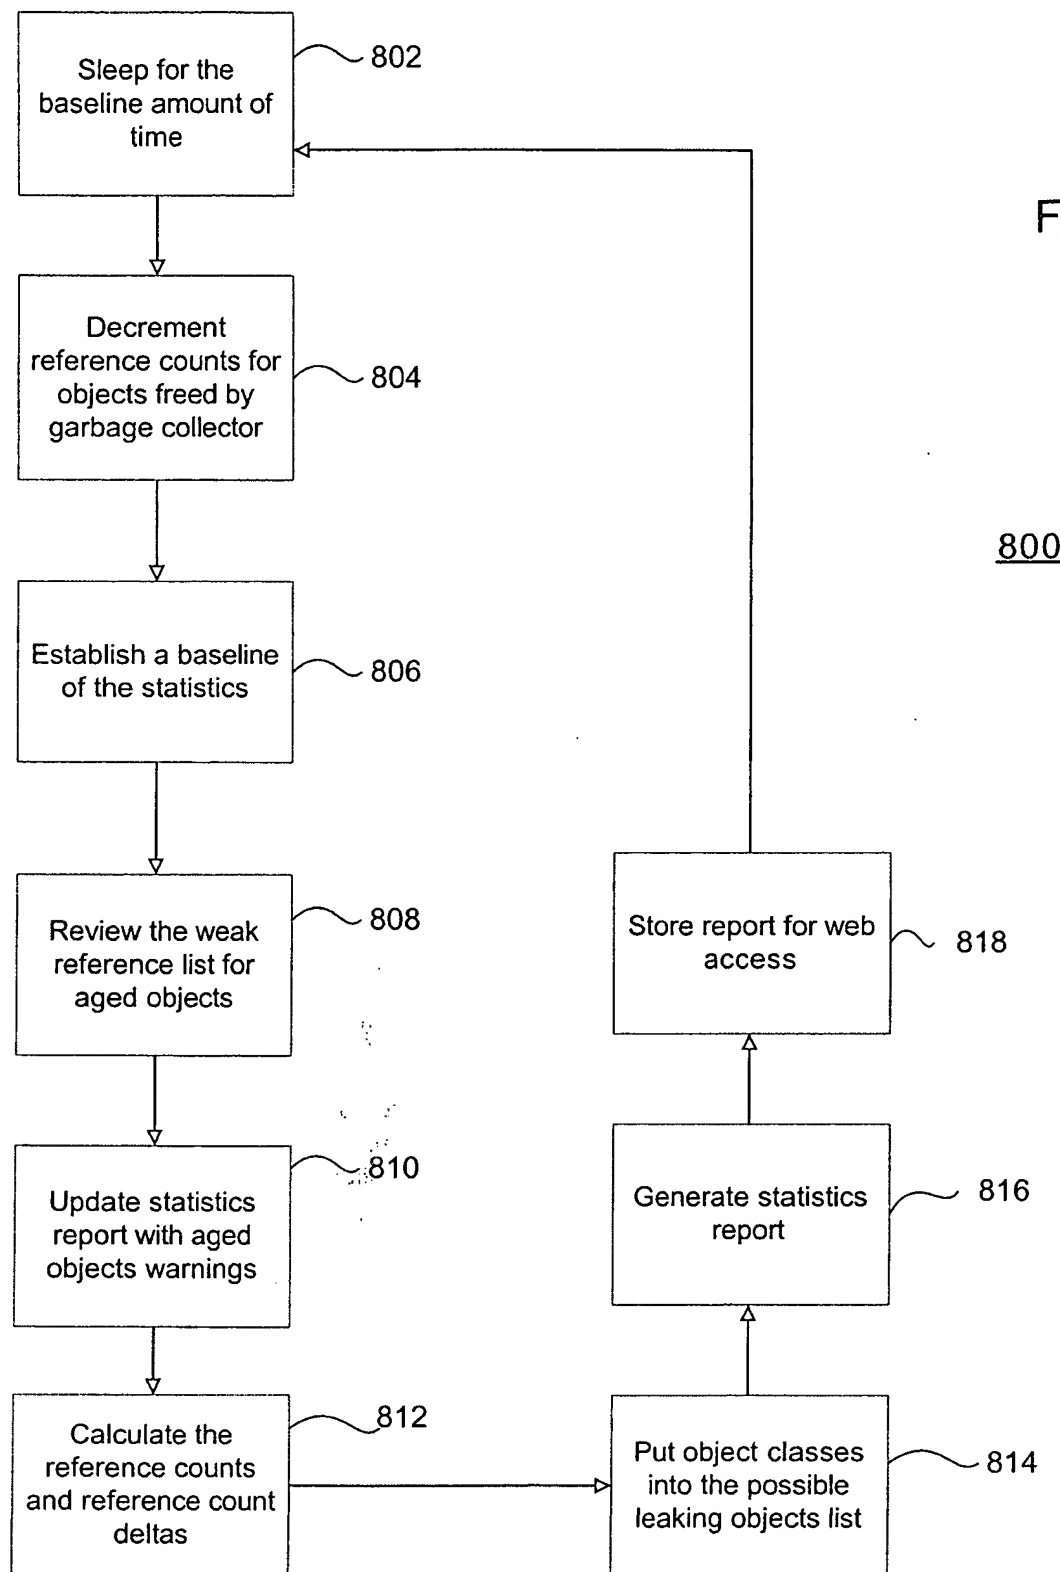 Sleep for the
baseline amount of
time
802
F
Decrement
reference counts for
objects freed by
garbage collector
804
800
Establish a baseline
of the statistics
806
Review the weak
reference list for
aged objects
808
Store report for web
access
818
Update statistics
report with aged
objects warnings
810
Generate statistics
report
816
Calculate the
reference counts
and reference count
deltas
812
Put object classes
into the possible
leaking objects list
814